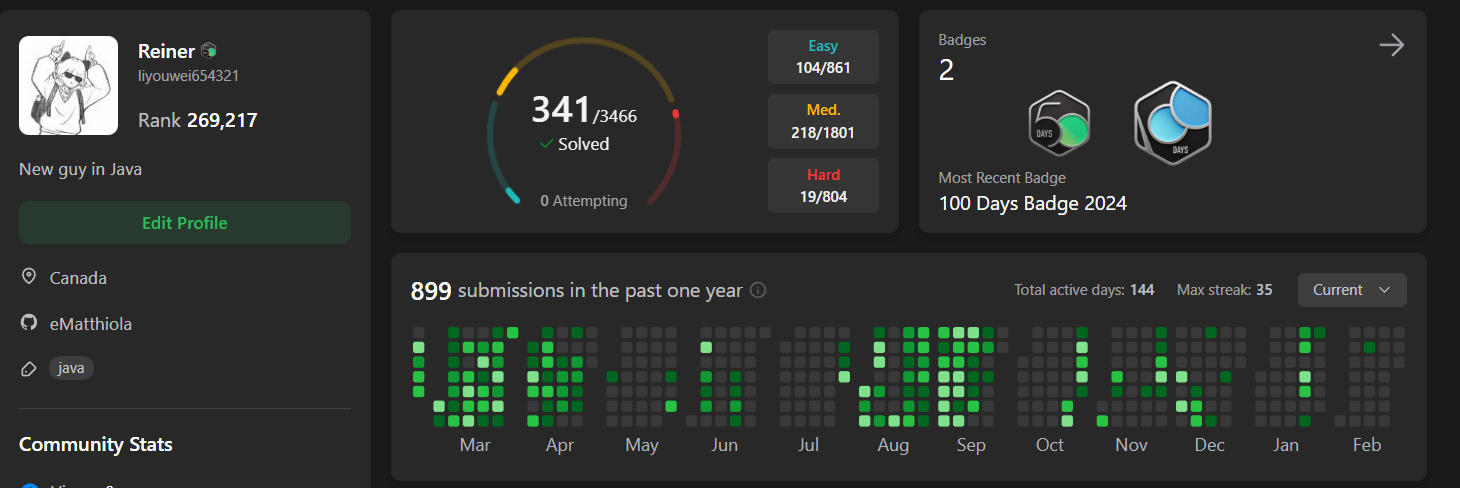 Reiner
liyouwei654321
Rank 269,217
New guy in Java
Edit Profile
Canada
eMatthiola
java
Community Stats
341/3466
Solved
0 Attempting
Easy
104/861
Med.
218/1801
Hard
19/804
Badges
2
50
DAYS
DAYS
Most Recent Badge
100 Days Badge 2024
899 submissions in the past one year
Total active days: 144 Max streak: 35 Current
Mar Apr May Jun Jul Aug Sep Oct Nov Dec Jan Feb